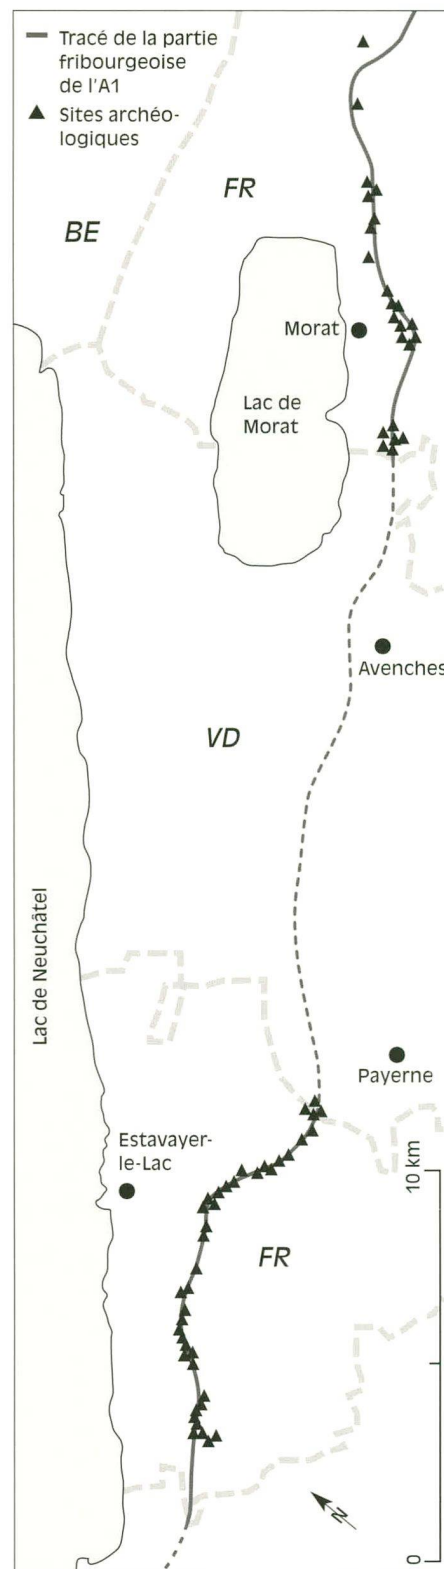 Tracé de la partie
fribourgeoise
de l'A1
Sites archéo-
logiques
FR
BE
Morat
Lac de
Morat
Avenches
VD
Lac de Neuchâtel
Payerne
Estavayer-
le-Lac
10 km
FR
N
0